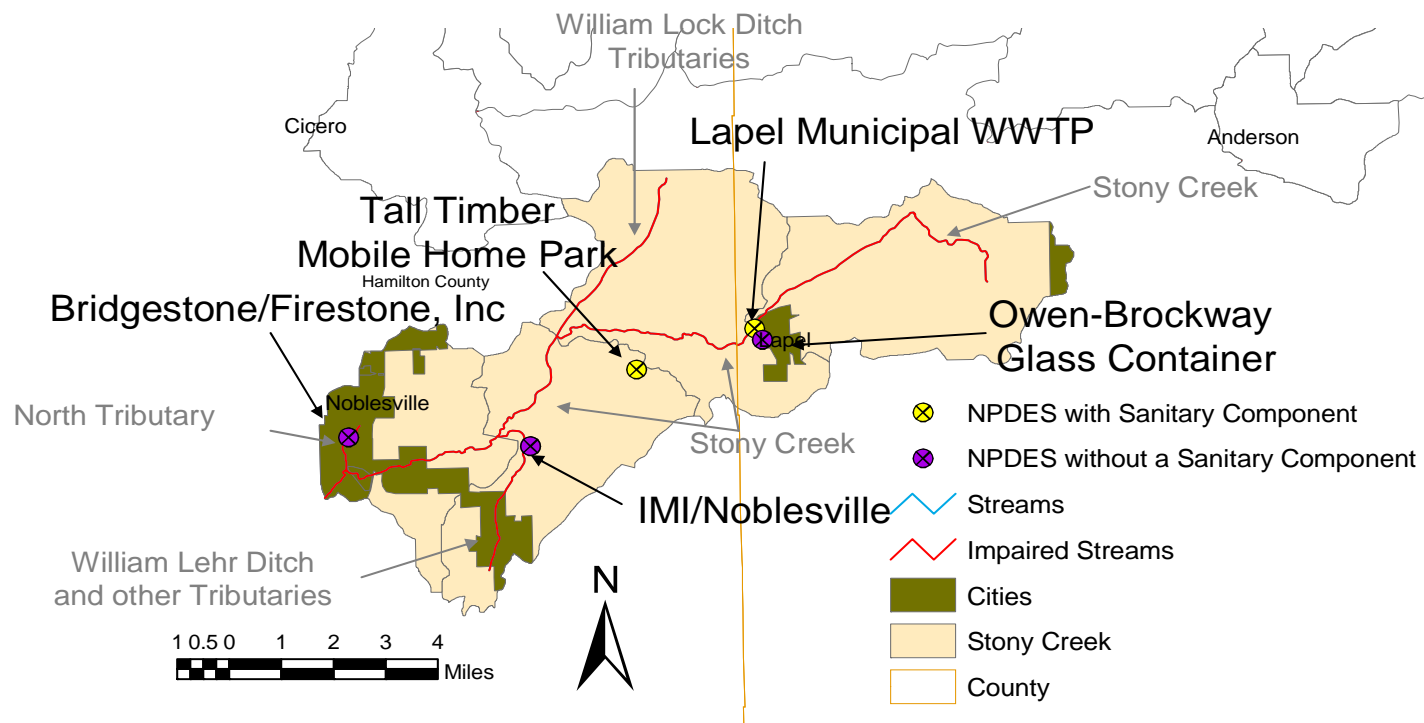 William Lock Ditch
Tributaries
Cicero
Lapel Municipal WWTP
Anderson
Stony Creek
Tall Timber
Mobile Home Park
Hamilton County
Bridgestone/Firestone, Inc
Owen-Brockway
Glass Container
Lapel
Noblesville
North Tributary
Stony Creek
IMI/Noblesville
William Lehr Ditch
and other Tributaries
N
1 0.5 0 1 2 3 4
Miles
NPDES with Sanitary Component
NPDES without a Sanitary Component
Streams
Impaired Streams
Cities
Stony Creek
County